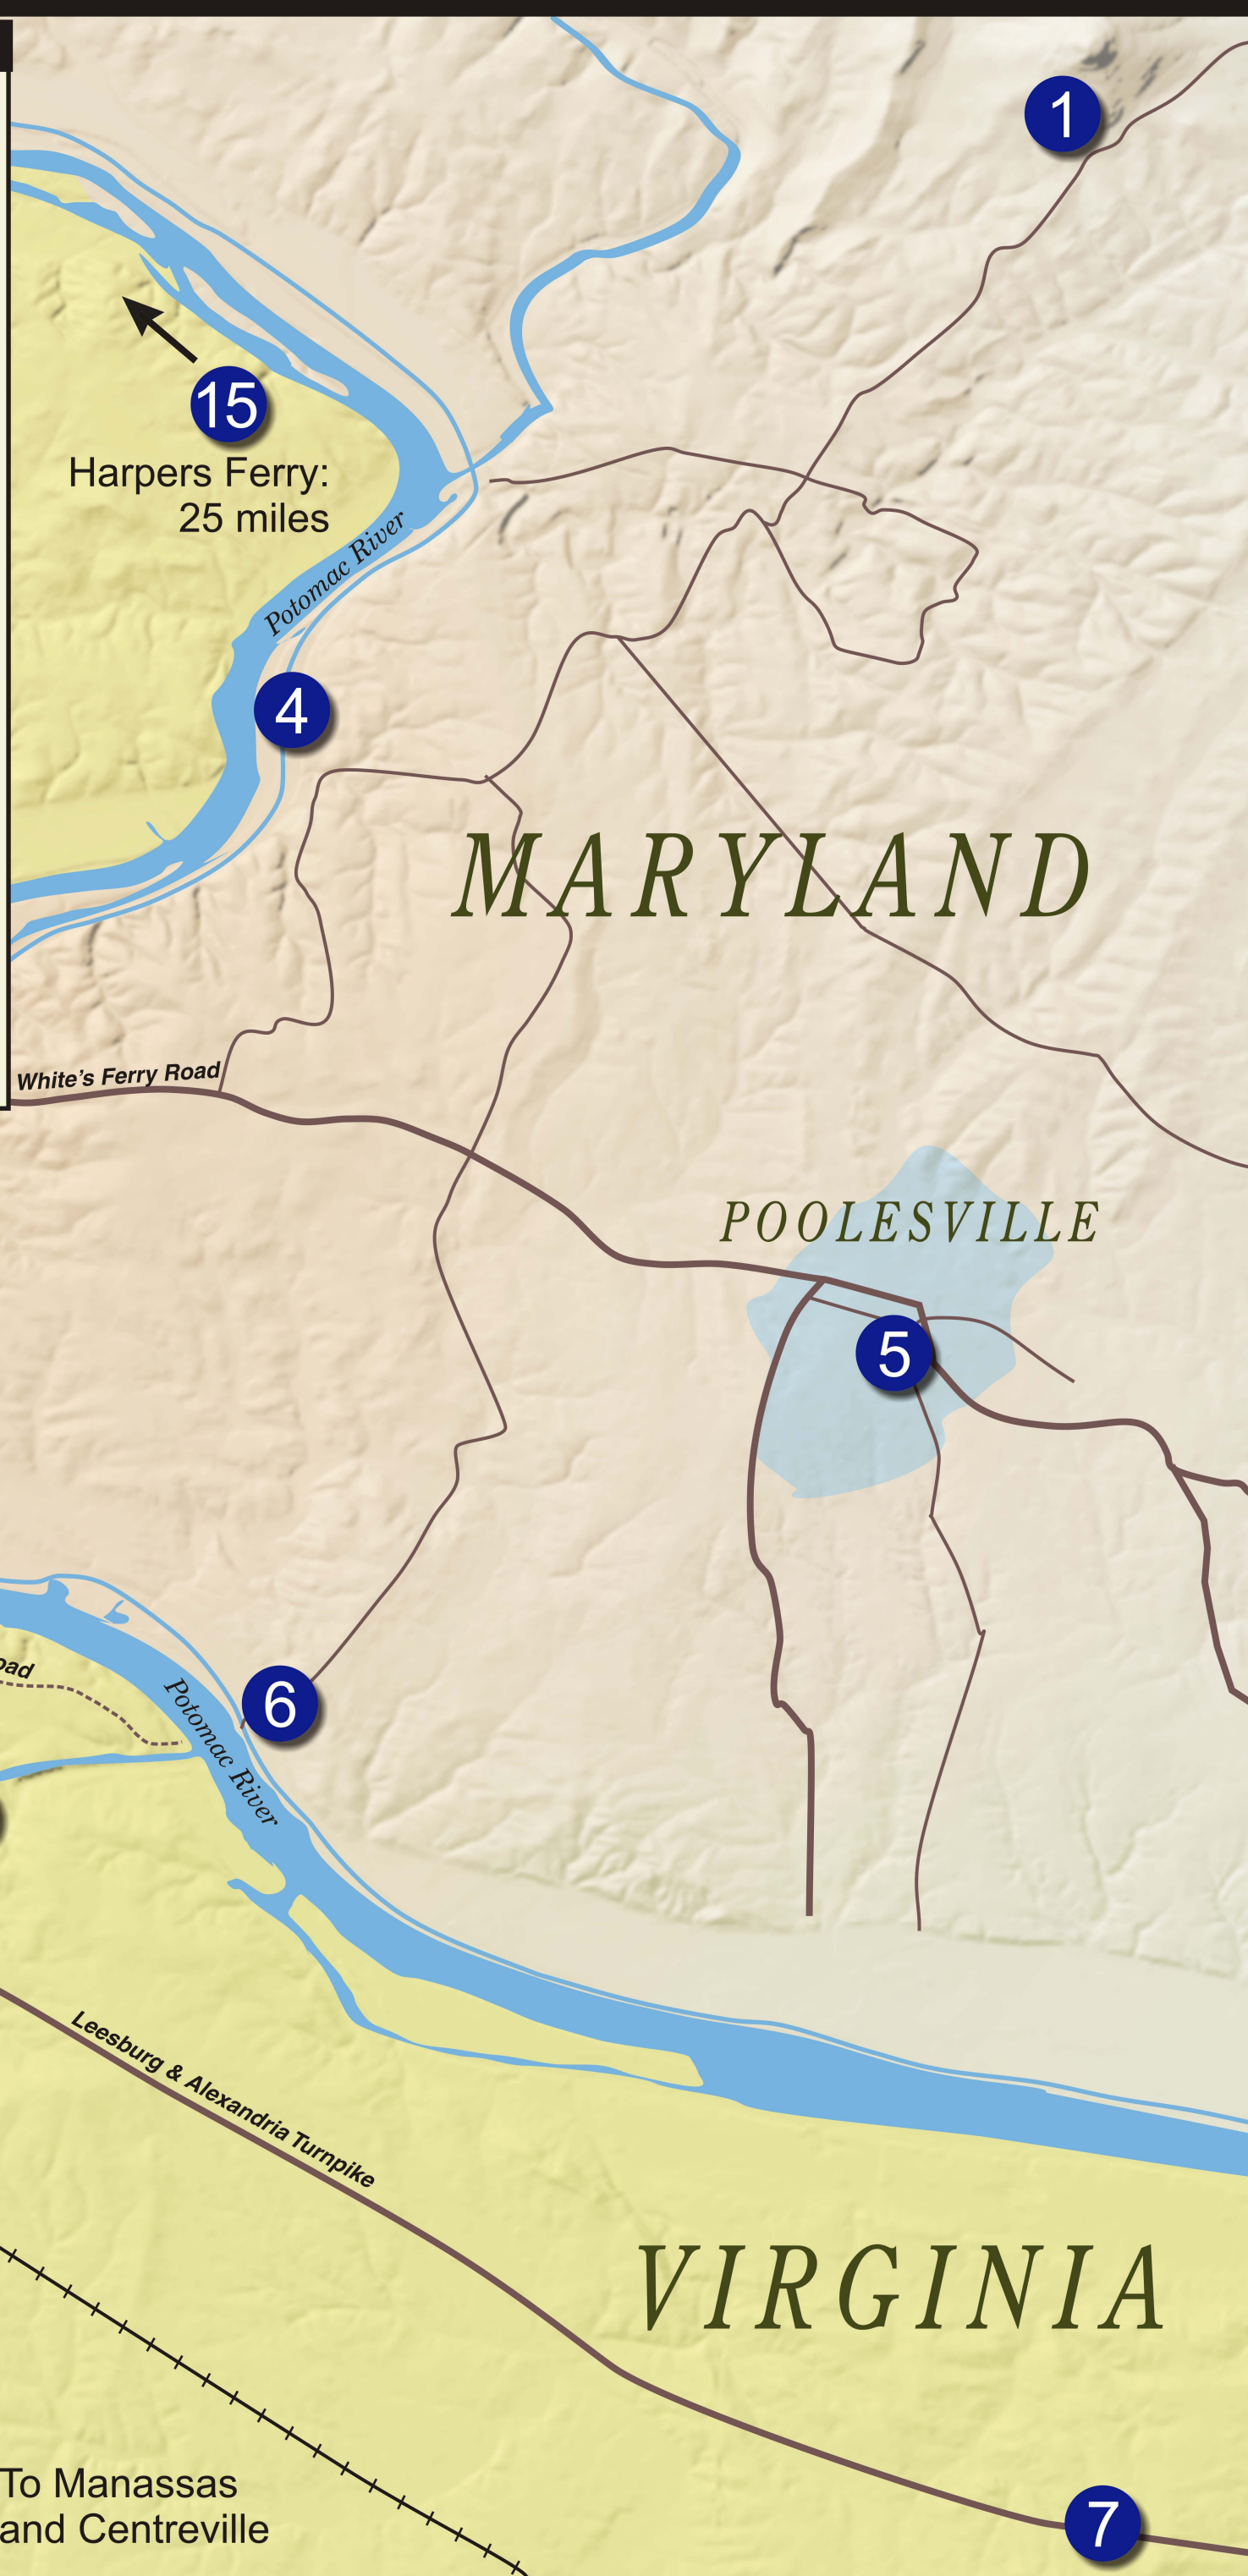 1
15
Harpers Ferry:
25 miles
Potomac River
4
MARYLAND
White's Ferry Road
POOLESVILLE
5
6
Potomac River
Leesburg & Alexandria Turnpike
VIRGINIA
To Manassas
and Centreville
7